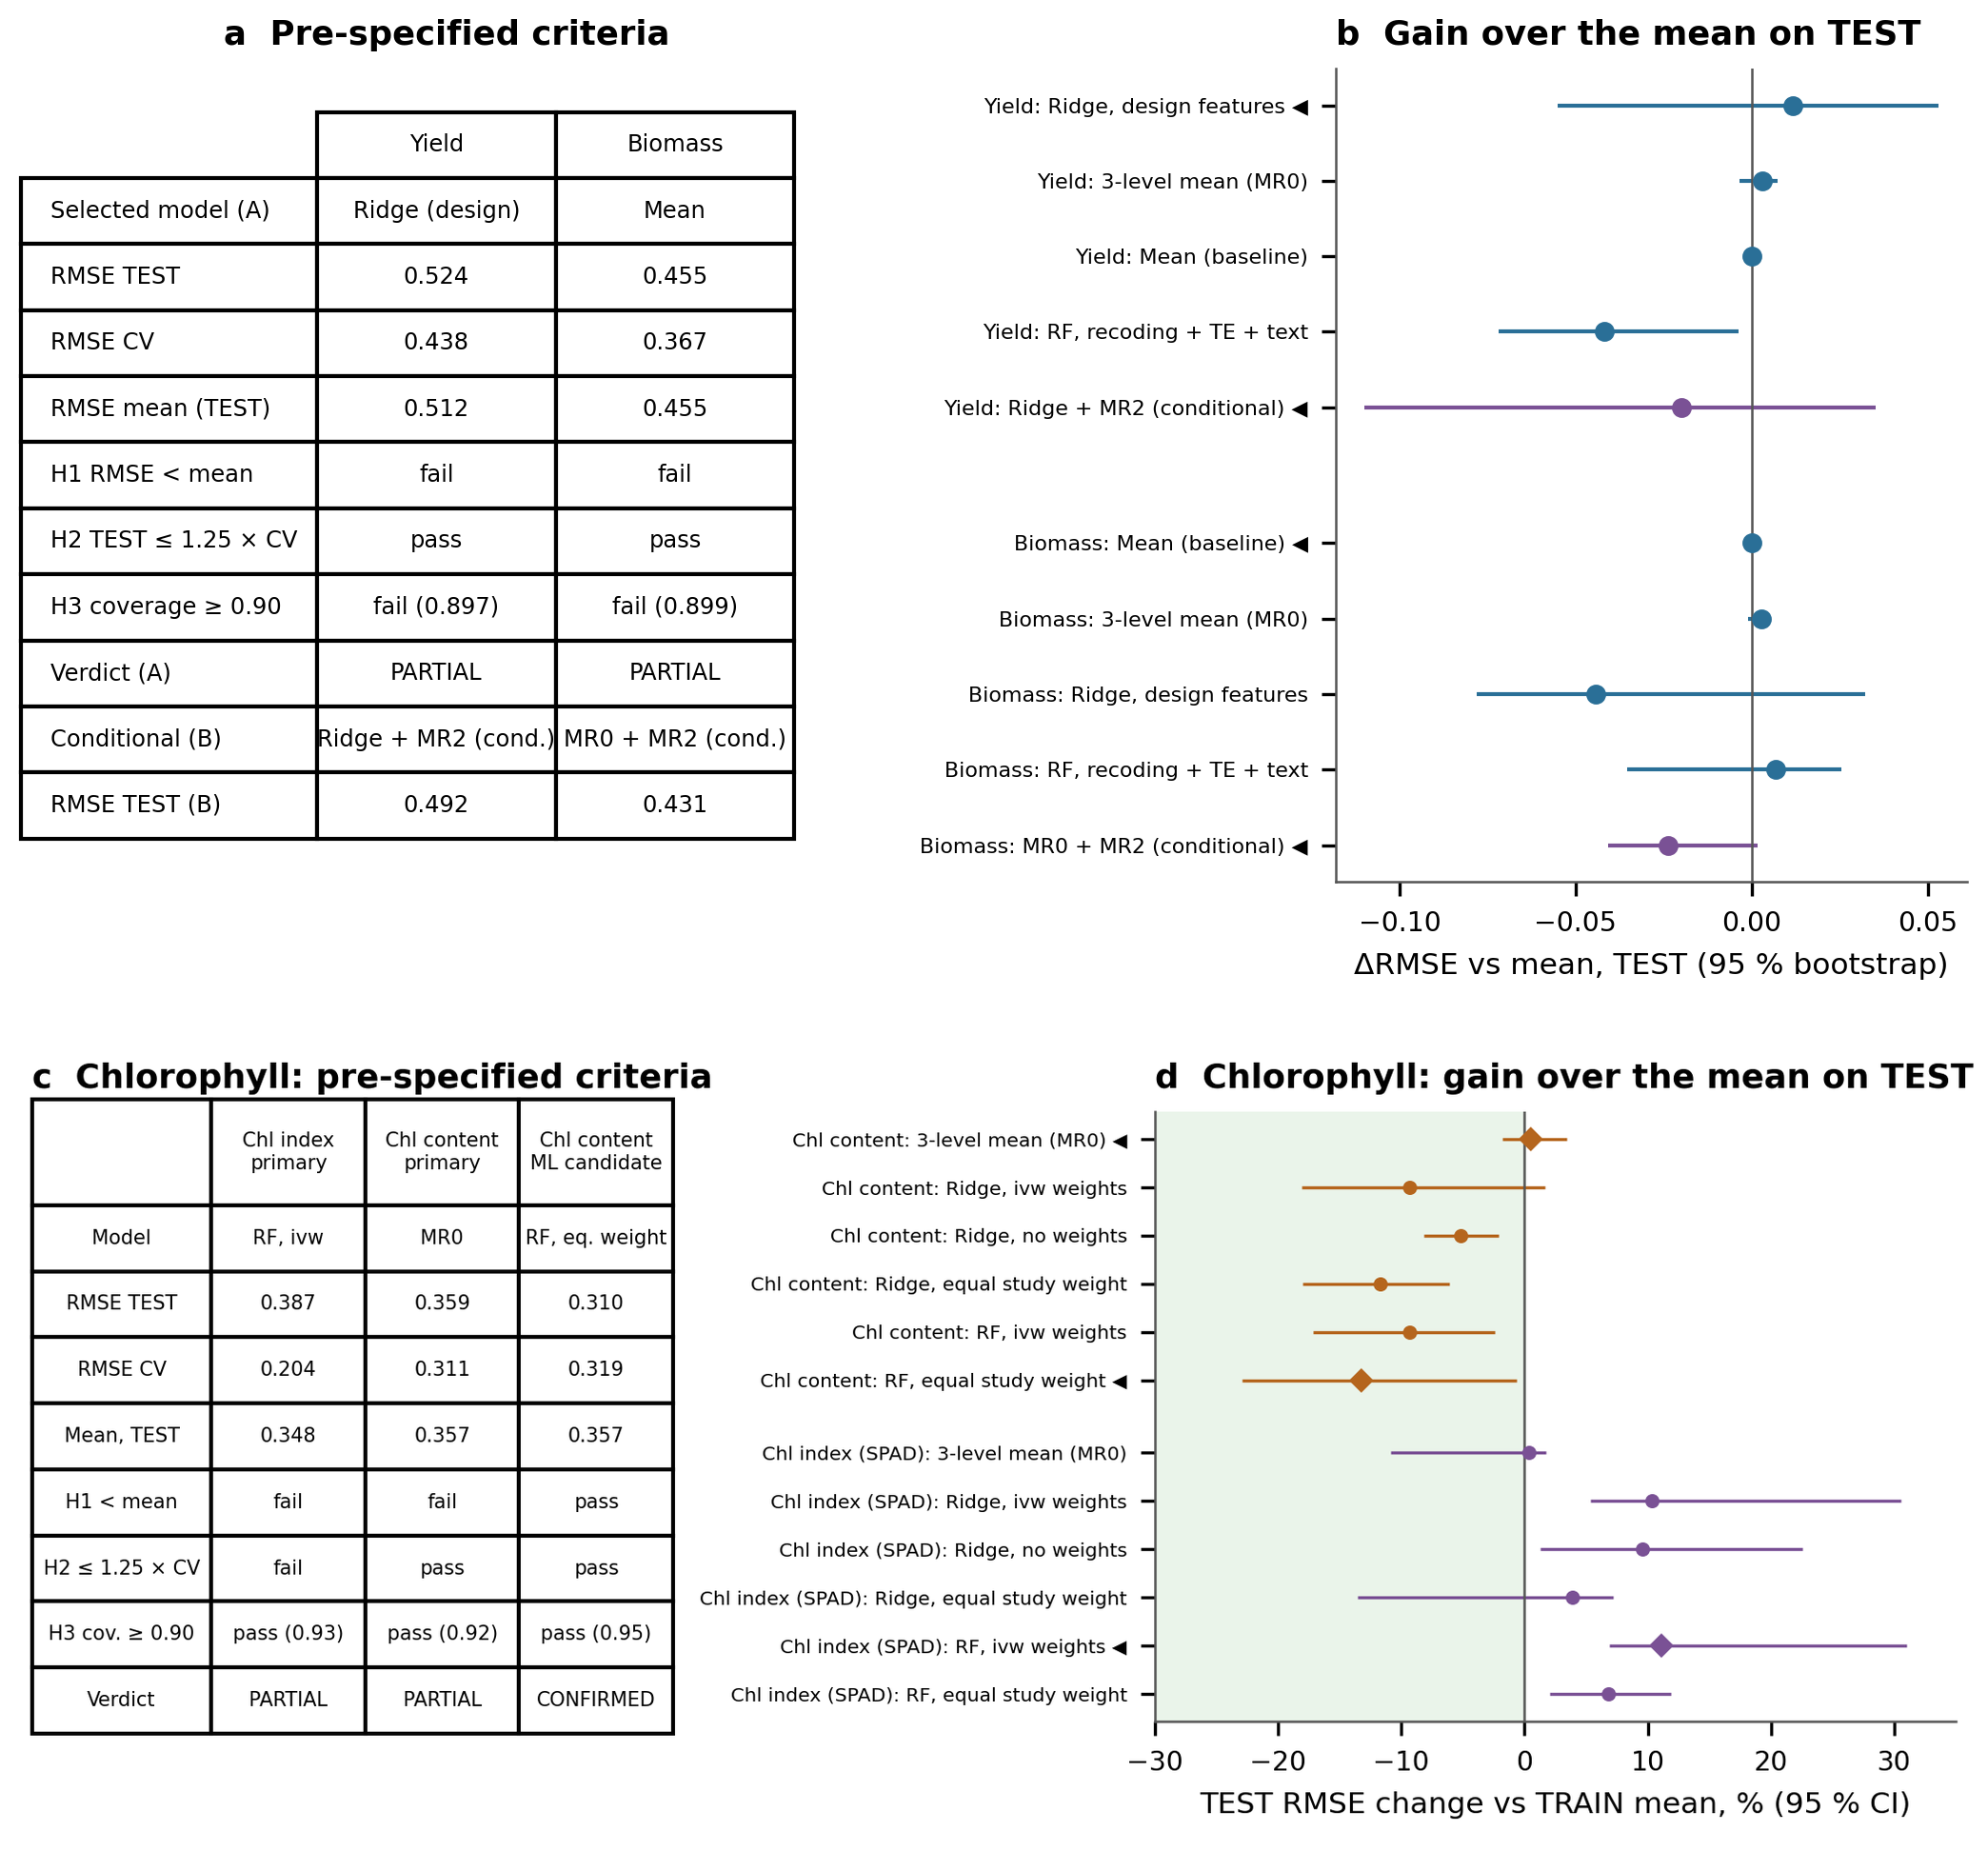 a  Pre-specified criteria
Yield Biomass
Selected model (A) Ridge (design) Mean
RMSE TEST 0.524 0.455
RMSE CV 0.438 0.367
RMSE mean (TEST) 0.512 0.455
H1 RMSE < mean fail fail
H2 TEST ≤ 1.25 × CV pass pass
H3 coverage ≥ 0.90 fail (0.897) fail (0.899)
Verdict (A) PARTIAL PARTIAL
Conditional (B) Ridge + MR2 (cond.) MR0 + MR2 (cond.)
RMSE TEST (B) 0.492 0.431
b  Gain over the mean on TEST
Yield: Ridge, design features ◀
Yield: 3-level mean (MR0)
Yield: Mean (baseline)
Yield: RF, recoding + TE + text
Yield: Ridge + MR2 (conditional) ◀
Biomass: Mean (baseline) ◀
Biomass: 3-level mean (MR0)
Biomass: Ridge, design features
Biomass: RF, recoding + TE + text
Biomass: MR0 + MR2 (conditional) ◀
−0.10 −0.05 0.00 0.05
ΔRMSE vs mean, TEST (95 % bootstrap)
c  Chlorophyll: pre-specified criteria
Chl index Chl content Chl content
primary primary ML candidate
Model RF, ivw MR0 RF, eq. weight
RMSE TEST 0.387 0.359 0.310
RMSE CV 0.204 0.311 0.319
Mean, TEST 0.348 0.357 0.357
H1 < mean fail fail pass
H2 ≤ 1.25 × CV fail pass pass
H3 cov. ≥ 0.90 pass (0.93) pass (0.92) pass (0.95)
Verdict PARTIAL PARTIAL CONFIRMED
d  Chlorophyll: gain over the mean on TEST
Chl content: 3-level mean (MR0) ◀
Chl content: Ridge, ivw weights
Chl content: Ridge, no weights
Chl content: Ridge, equal study weight
Chl content: RF, ivw weights
Chl content: RF, equal study weight ◀
Chl index (SPAD): 3-level mean (MR0)
Chl index (SPAD): Ridge, ivw weights
Chl index (SPAD): Ridge, no weights
Chl index (SPAD): Ridge, equal study weight
Chl index (SPAD): RF, ivw weights ◀
Chl index (SPAD): RF, equal study weight
−30 −20 −10 0 10 20 30
TEST RMSE change vs TRAIN mean, % (95 % CI)